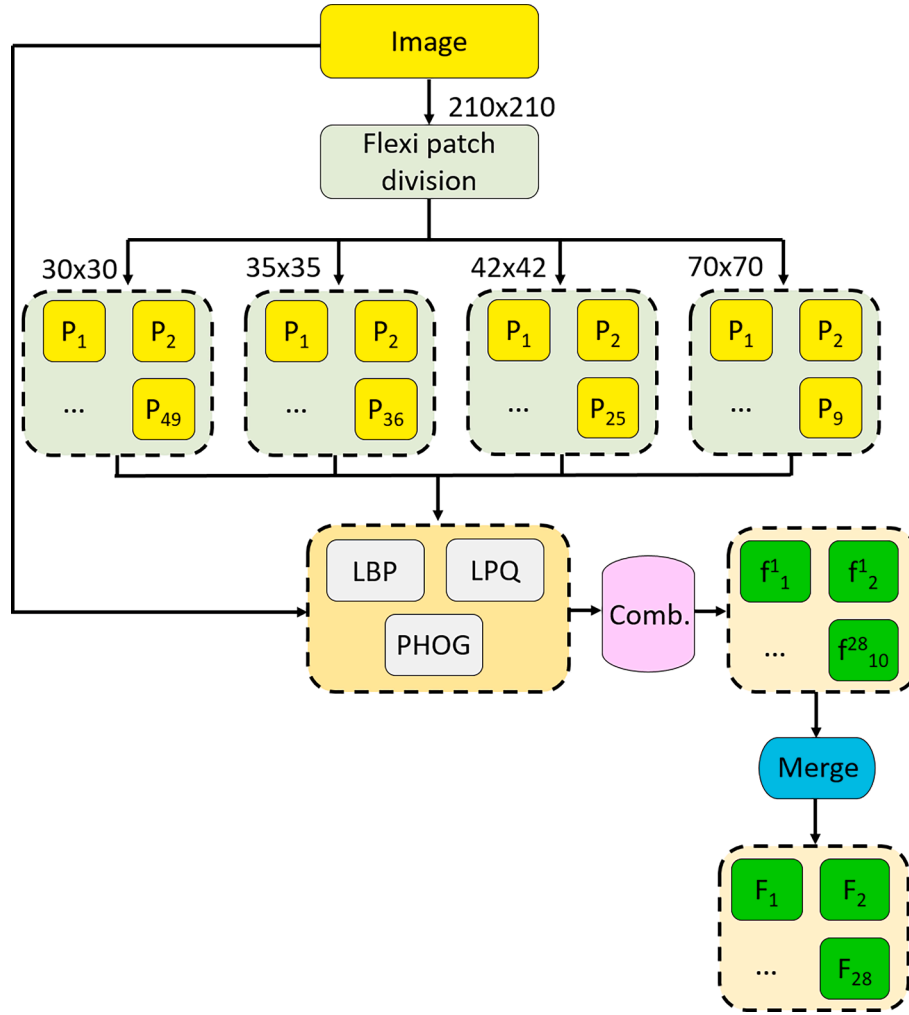 Image
210x210
Flexi patch
division
30x30
35x35
42x42
70x70
P₁ P₂
... P₄₉
P₁ P₂
... P₃₆
P₁ P₂
... P₂₅
P₁ P₂
... P₉
LBP LPQ
PHOG
Comb.
f¹₁ f¹₂
... f²⁸₁₀
Merge
F₁ F₂
... F₂₈